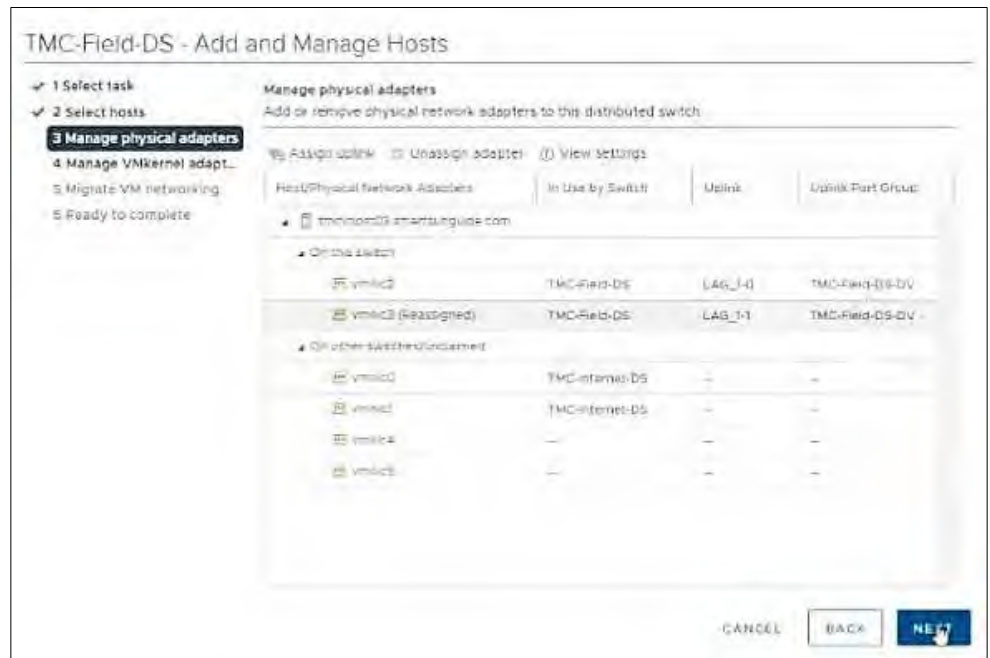 TMC-Field-DS - Add and Manage Hosts
1 Select task
2 Select hosts
3 Manage physical adapters
4 Manage VMkernel adapt...
5 Migrate VM networking
6 Ready to complete
Manage physical adapters
Add or remove physical network adapters to this distributed switch.
Assign uplink Unassign adapter View settings
Host/Physical Network Adapters In Use by Switch Uplink Uplink Port Group
On this switch
vmnic2 TMC-Field-DS LAG_1-0 TMC-Field-DS-DV
vmnic3 (Reassigned) TMC-Field-DS LAG_1-1 TMC-Field-DS-DV
On other switches/unclaimed
vmnic0 TMC-Internet-DS -- --
TMC-Internet-DS -- --
vmnic4 -- -- --
vmnic5 -- -- --
CANCEL BACK NEXT